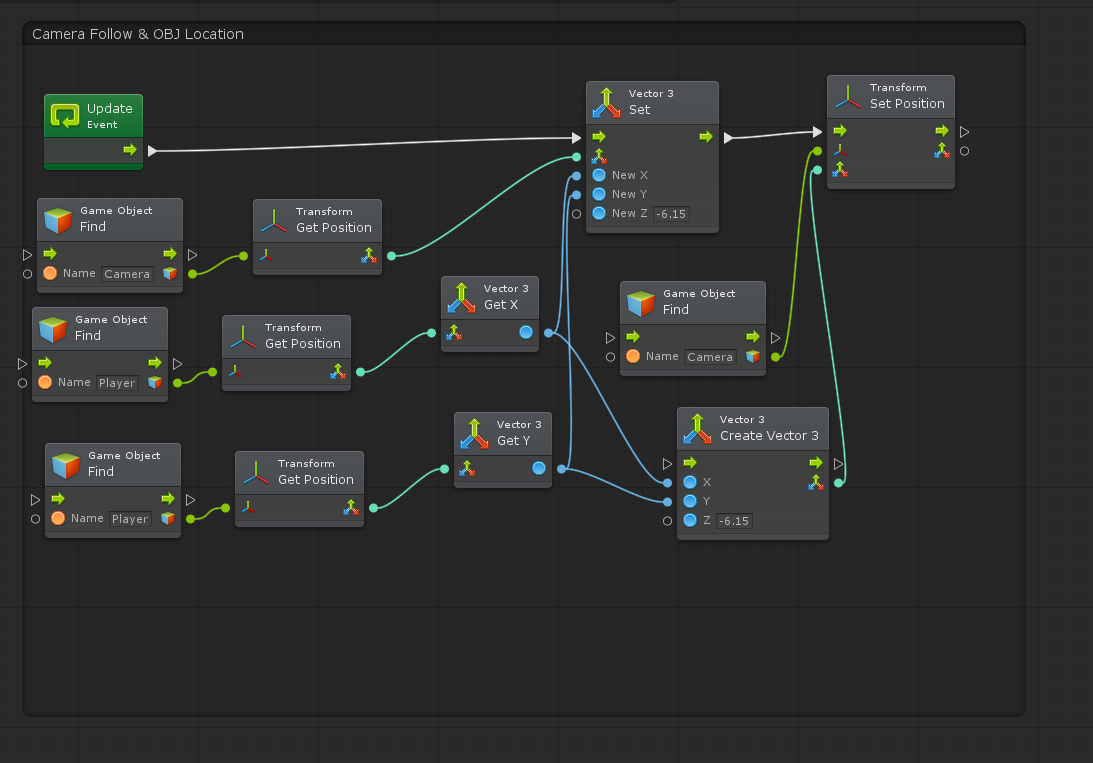 Camera Follow & OBJ Location
Update
Event
Vector 3
Set
New X
New Y
New Z -6.15
Transform
Set Position
Game Object
Find
Name Camera
Transform
Get Position
Game Object
Find
Name Player
Transform
Get Position
Vector 3
Get X
Game Object
Find
Name Camera
Game Object
Find
Name Player
Transform
Get Position
Vector 3
Get Y
Vector 3
Create Vector 3
X
Y
Z -6.15